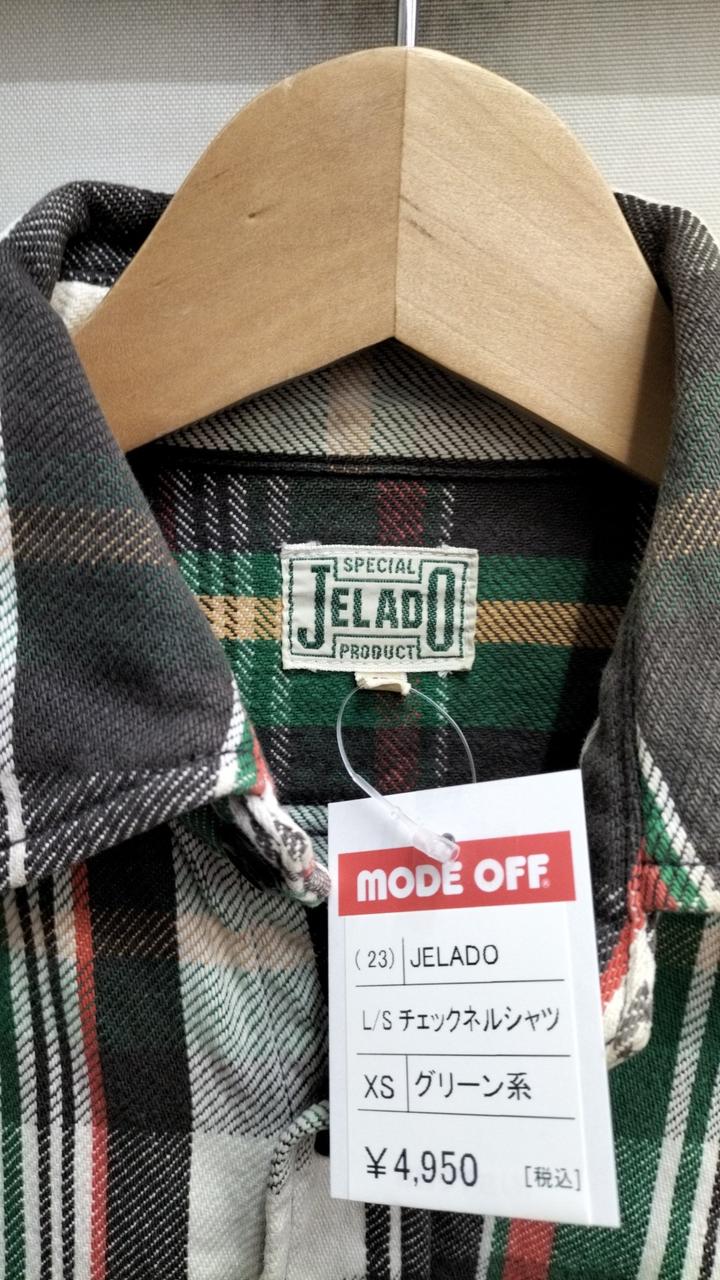 SPECIAL
JELADO
PRODUCT
MODE OFF®
(23) JELADO
L/S チェックネルシャツ
XS グリーン系
¥4,950 [税込]